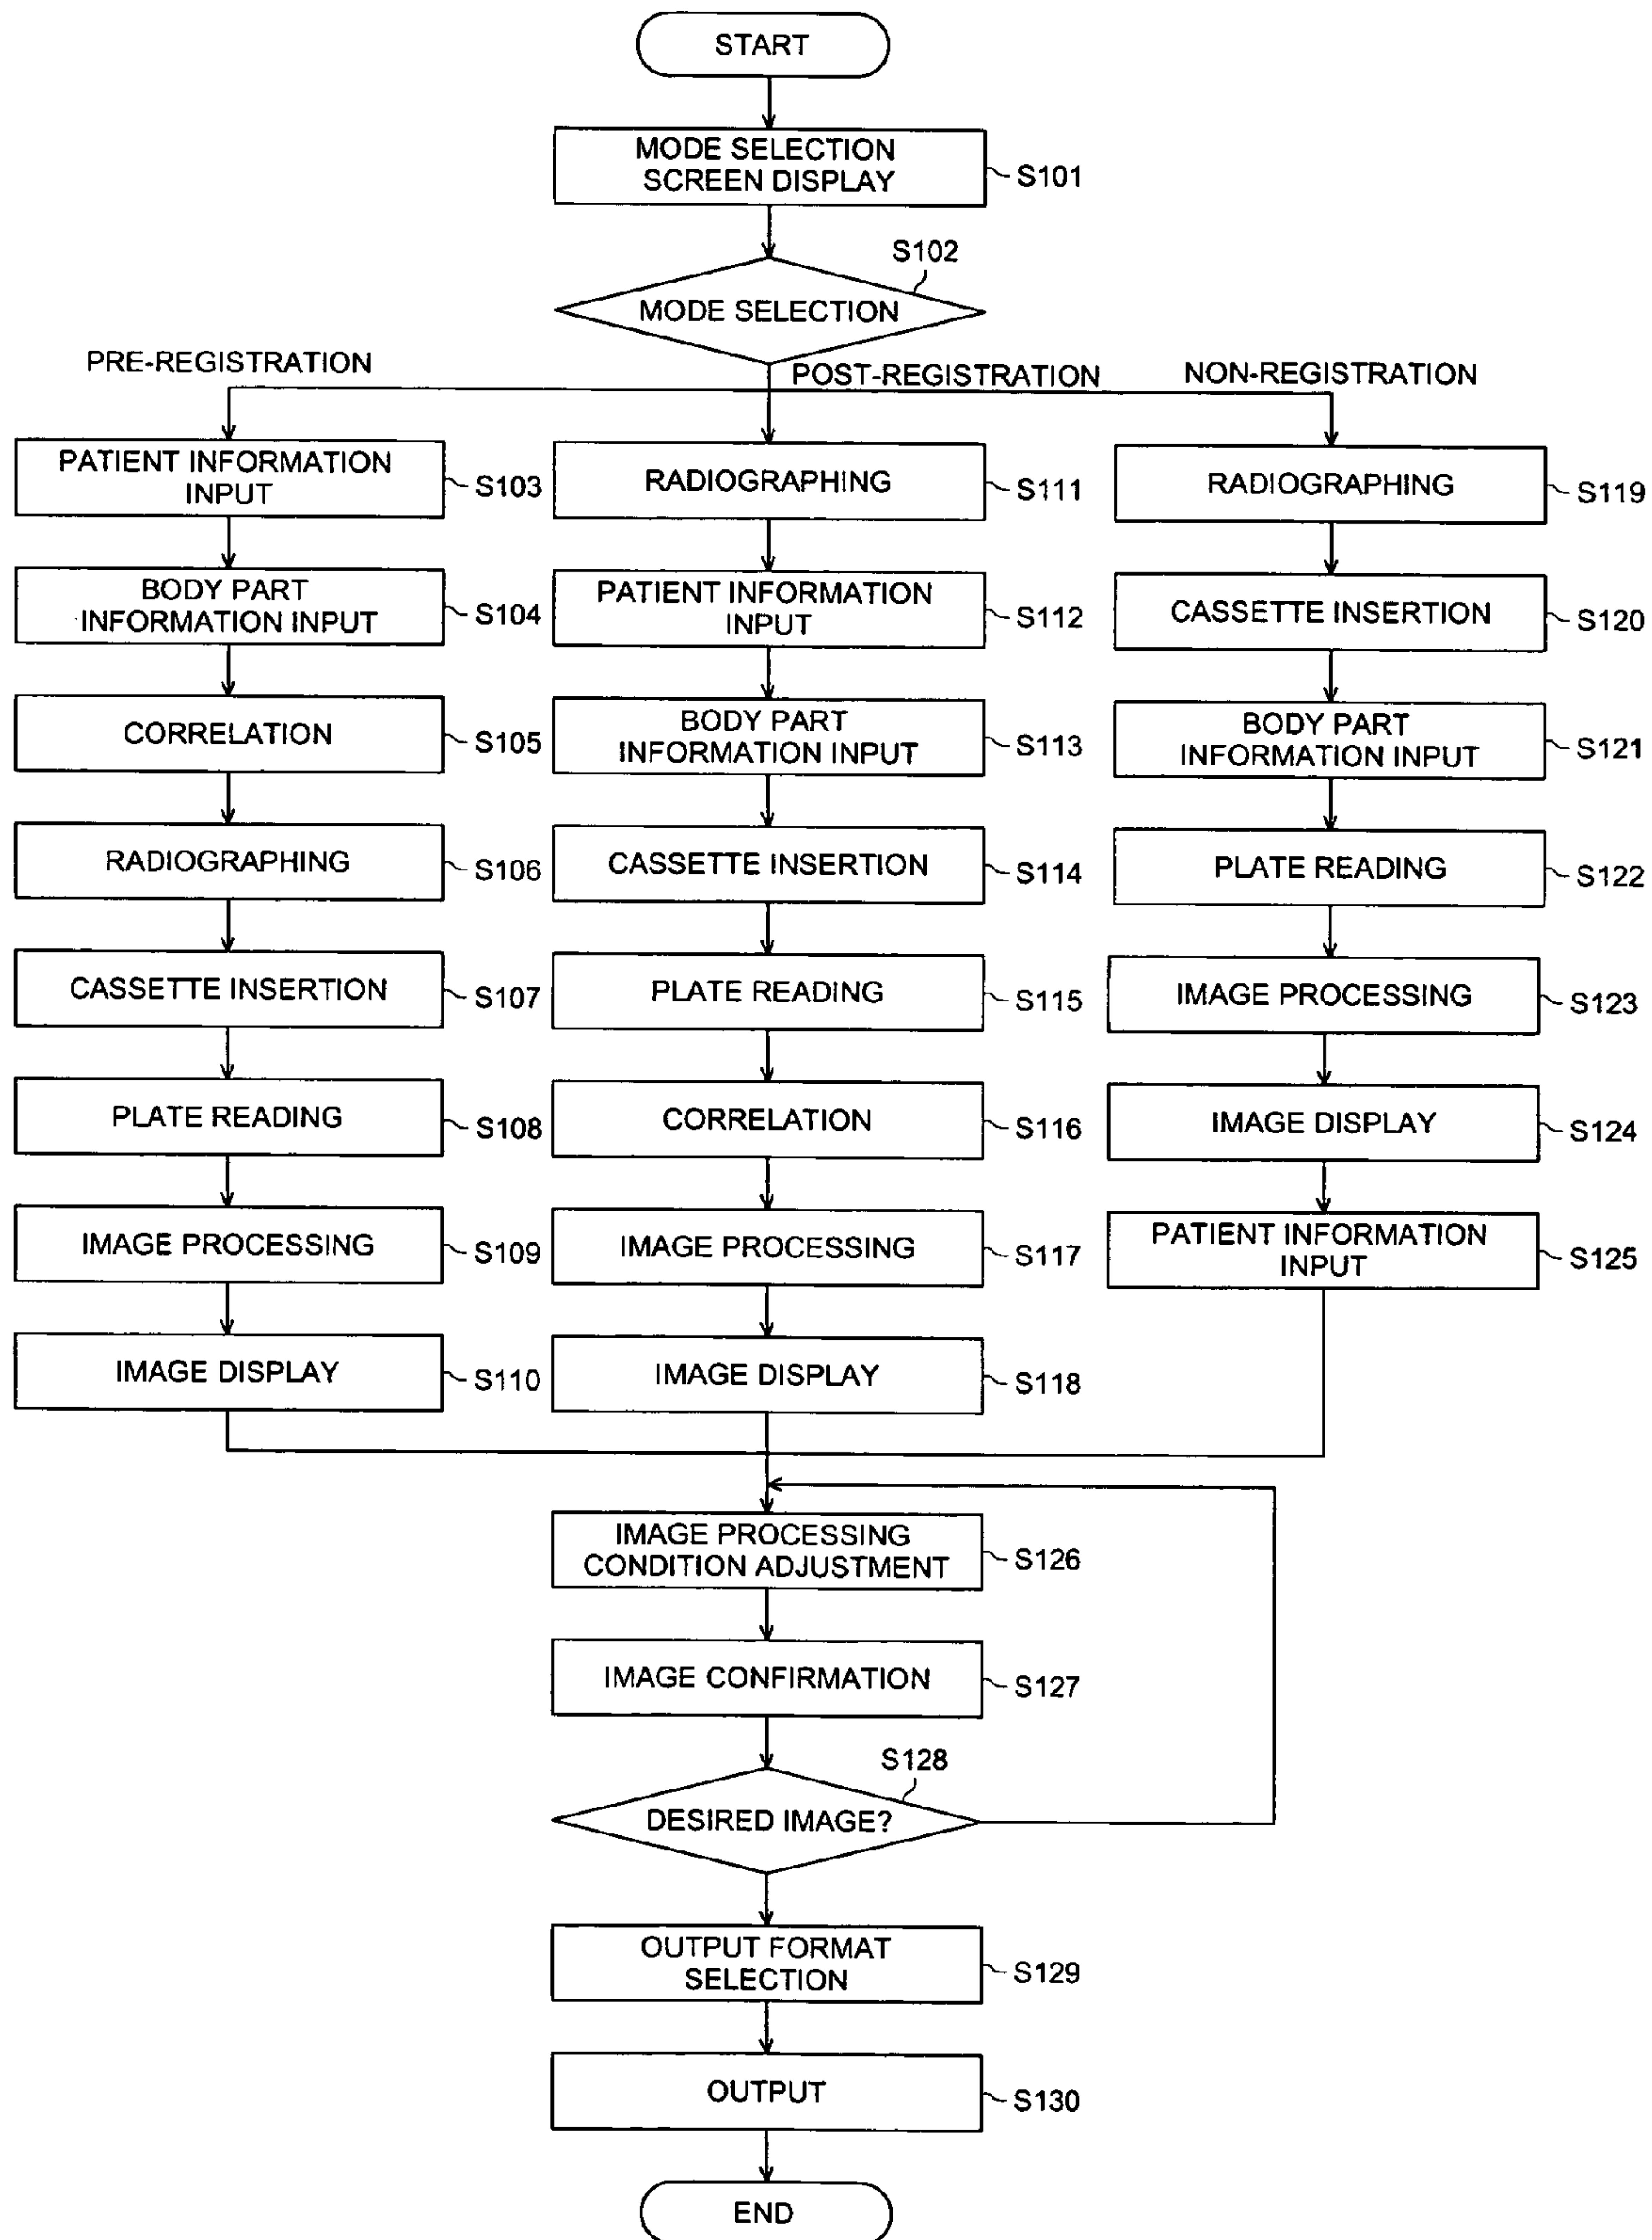 START
MODE SELECTION
SCREEN DISPLAY
S101
S102
MODE SELECTION
PRE-REGISTRATION
POST-REGISTRATION
NON-REGISTRATION
PATIENT INFORMATION
INPUT
S103
BODY PART
INFORMATION INPUT
S104
CORRELATION
S105
RADIOGRAPHING
S106
CASSETTE INSERTION
S107
PLATE READING
S108
IMAGE PROCESSING
S109
IMAGE DISPLAY
S110
RADIOGRAPHING
S111
PATIENT INFORMATION
INPUT
S112
BODY PART
INFORMATION INPUT
S113
CASSETTE INSERTION
S114
PLATE READING
S115
CORRELATION
S116
IMAGE PROCESSING
S117
IMAGE DISPLAY
S118
RADIOGRAPHING
S119
CASSETTE INSERTION
S120
BODY PART
INFORMATION INPUT
S121
PLATE READING
S122
IMAGE PROCESSING
S123
IMAGE DISPLAY
S124
PATIENT INFORMATION
INPUT
S125
IMAGE PROCESSING
CONDITION ADJUSTMENT
S126
IMAGE CONFIRMATION
S127
S128
DESIRED IMAGE?
OUTPUT FORMAT
SELECTION
S129
OUTPUT
S130
END